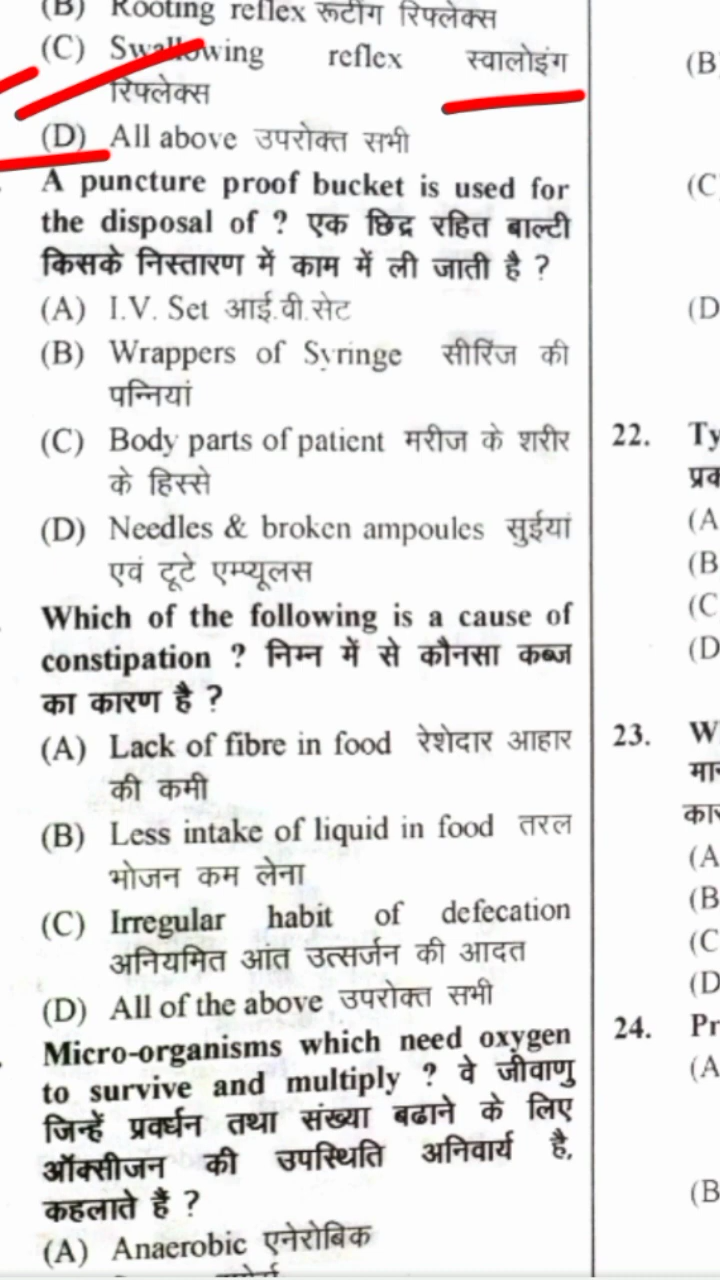 (B) Rooting reflex रूटींग रिफ्लेक्स
(C) Swallowing reflex स्वालोइंग
रिफ्लेक्स
(D) All above उपरोक्त सभी
A puncture proof bucket is used for
the disposal of ? एक छिद्र रहित बाल्टी
किसके निस्तारण में काम में ली जाती है ?
(A) I.V. Set आई.वी.सेट
(B) Wrappers of Syringe सीरिंज की
पन्नियां
(C) Body parts of patient मरीज के शरीर
के हिस्से
(D) Needles & broken ampoules सुईयां
एवं टूटे एम्प्यूलस
Which of the following is a cause of
constipation ? निम्न में से कौनसा कब्ज
का कारण है ?
(A) Lack of fibre in food रेशेदार आहार
की कमी
(B) Less intake of liquid in food तरल
भोजन कम लेना
(C) Irregular habit of defecation
अनियमित आंत उत्सर्जन की आदत
(D) All of the above उपरोक्त सभी
Micro-organisms which need oxygen
to survive and multiply ? वे जीवाणु
जिन्हें प्रवर्धन तथा संख्या बढाने के लिए
ऑक्सीजन की उपस्थिति अनिवार्य है,
कहलाते हैं ?
(A) Anaerobic एनेरोबिक
(B
(C
(D
22. Ty
(A
(B
(C
(D
23. W
(A
(B
(C
(D
24. Pr
(A
(B